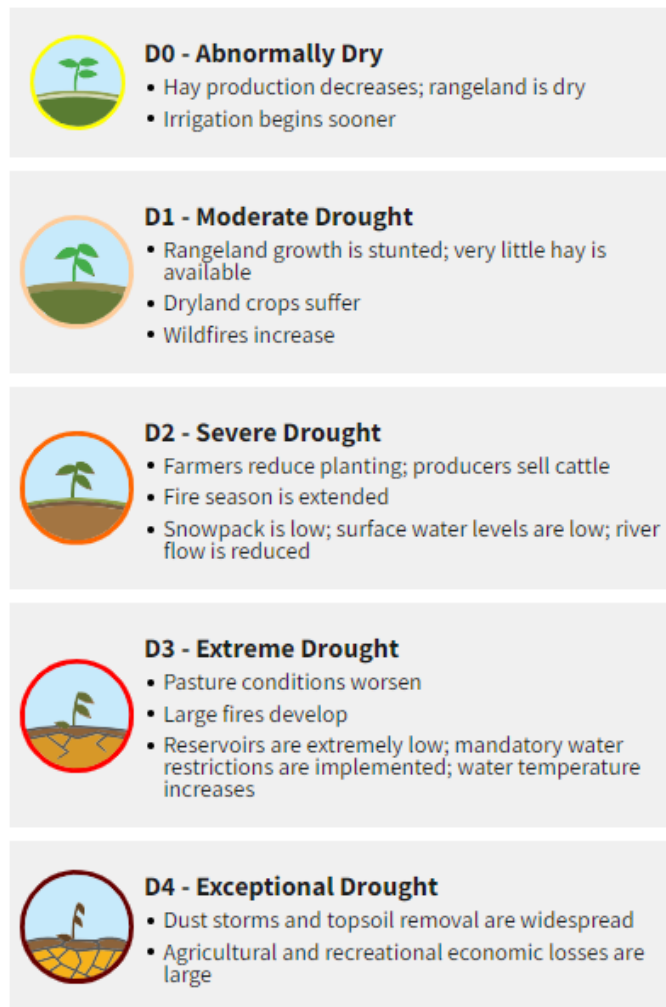 D0 - Abnormally Dry
• Hay production decreases; rangeland is dry
• Irrigation begins sooner
D1 - Moderate Drought
• Rangeland growth is stunted; very little hay is
available
• Dryland crops suffer
• Wildfires increase
D2 - Severe Drought
• Farmers reduce planting; producers sell cattle
• Fire season is extended
• Snowpack is low; surface water levels are low; river
flow is reduced
D3 - Extreme Drought
• Pasture conditions worsen
• Large fires develop
• Reservoirs are extremely low; mandatory water
restrictions are implemented; water temperature
increases
D4 - Exceptional Drought
• Dust storms and topsoil removal are widespread
• Agricultural and recreational economic losses are
large